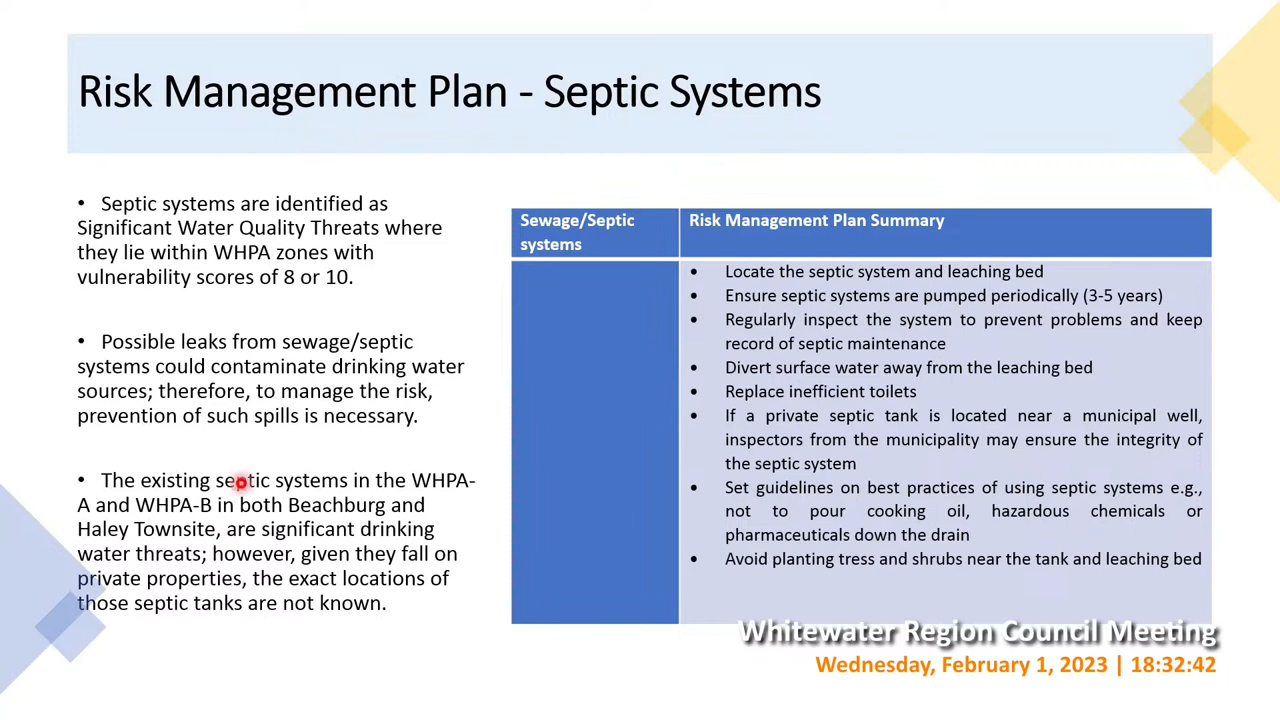 Risk Management Plan - Septic Systems
• Septic systems are identified as
Significant Water Quality Threats where
they lie within WHPA zones with
vulnerability scores of 8 or 10.
• Possible leaks from sewage/septic
systems could contaminate drinking water
sources; therefore, to manage the risk,
prevention of such spills is necessary.
• The existing septic systems in the WHPA-
A and WHPA-B in both Beachburg and
Haley Townsite, are significant drinking
water threats; however, given they fall on
private properties, the exact locations of
those septic tanks are not known.
Sewage/Septic
systems
Risk Management Plan Summary
• Locate the septic system and leaching bed
• Ensure septic systems are pumped periodically (3-5 years)
• Regularly inspect the system to prevent problems and keep
record of septic maintenance
• Divert surface water away from the leaching bed
• Replace inefficient toilets
• If a private septic tank is located near a municipal well,
inspectors from the municipality may ensure the integrity of
the septic system
• Set guidelines on best practices of using septic systems e.g.,
not to pour cooking oil, hazardous chemicals or
pharmaceuticals down the drain
• Avoid planting tress and shrubs near the tank and leaching bed
Whitewater Region Council Meeting
Wednesday, February 1, 2023 | 18:32:42